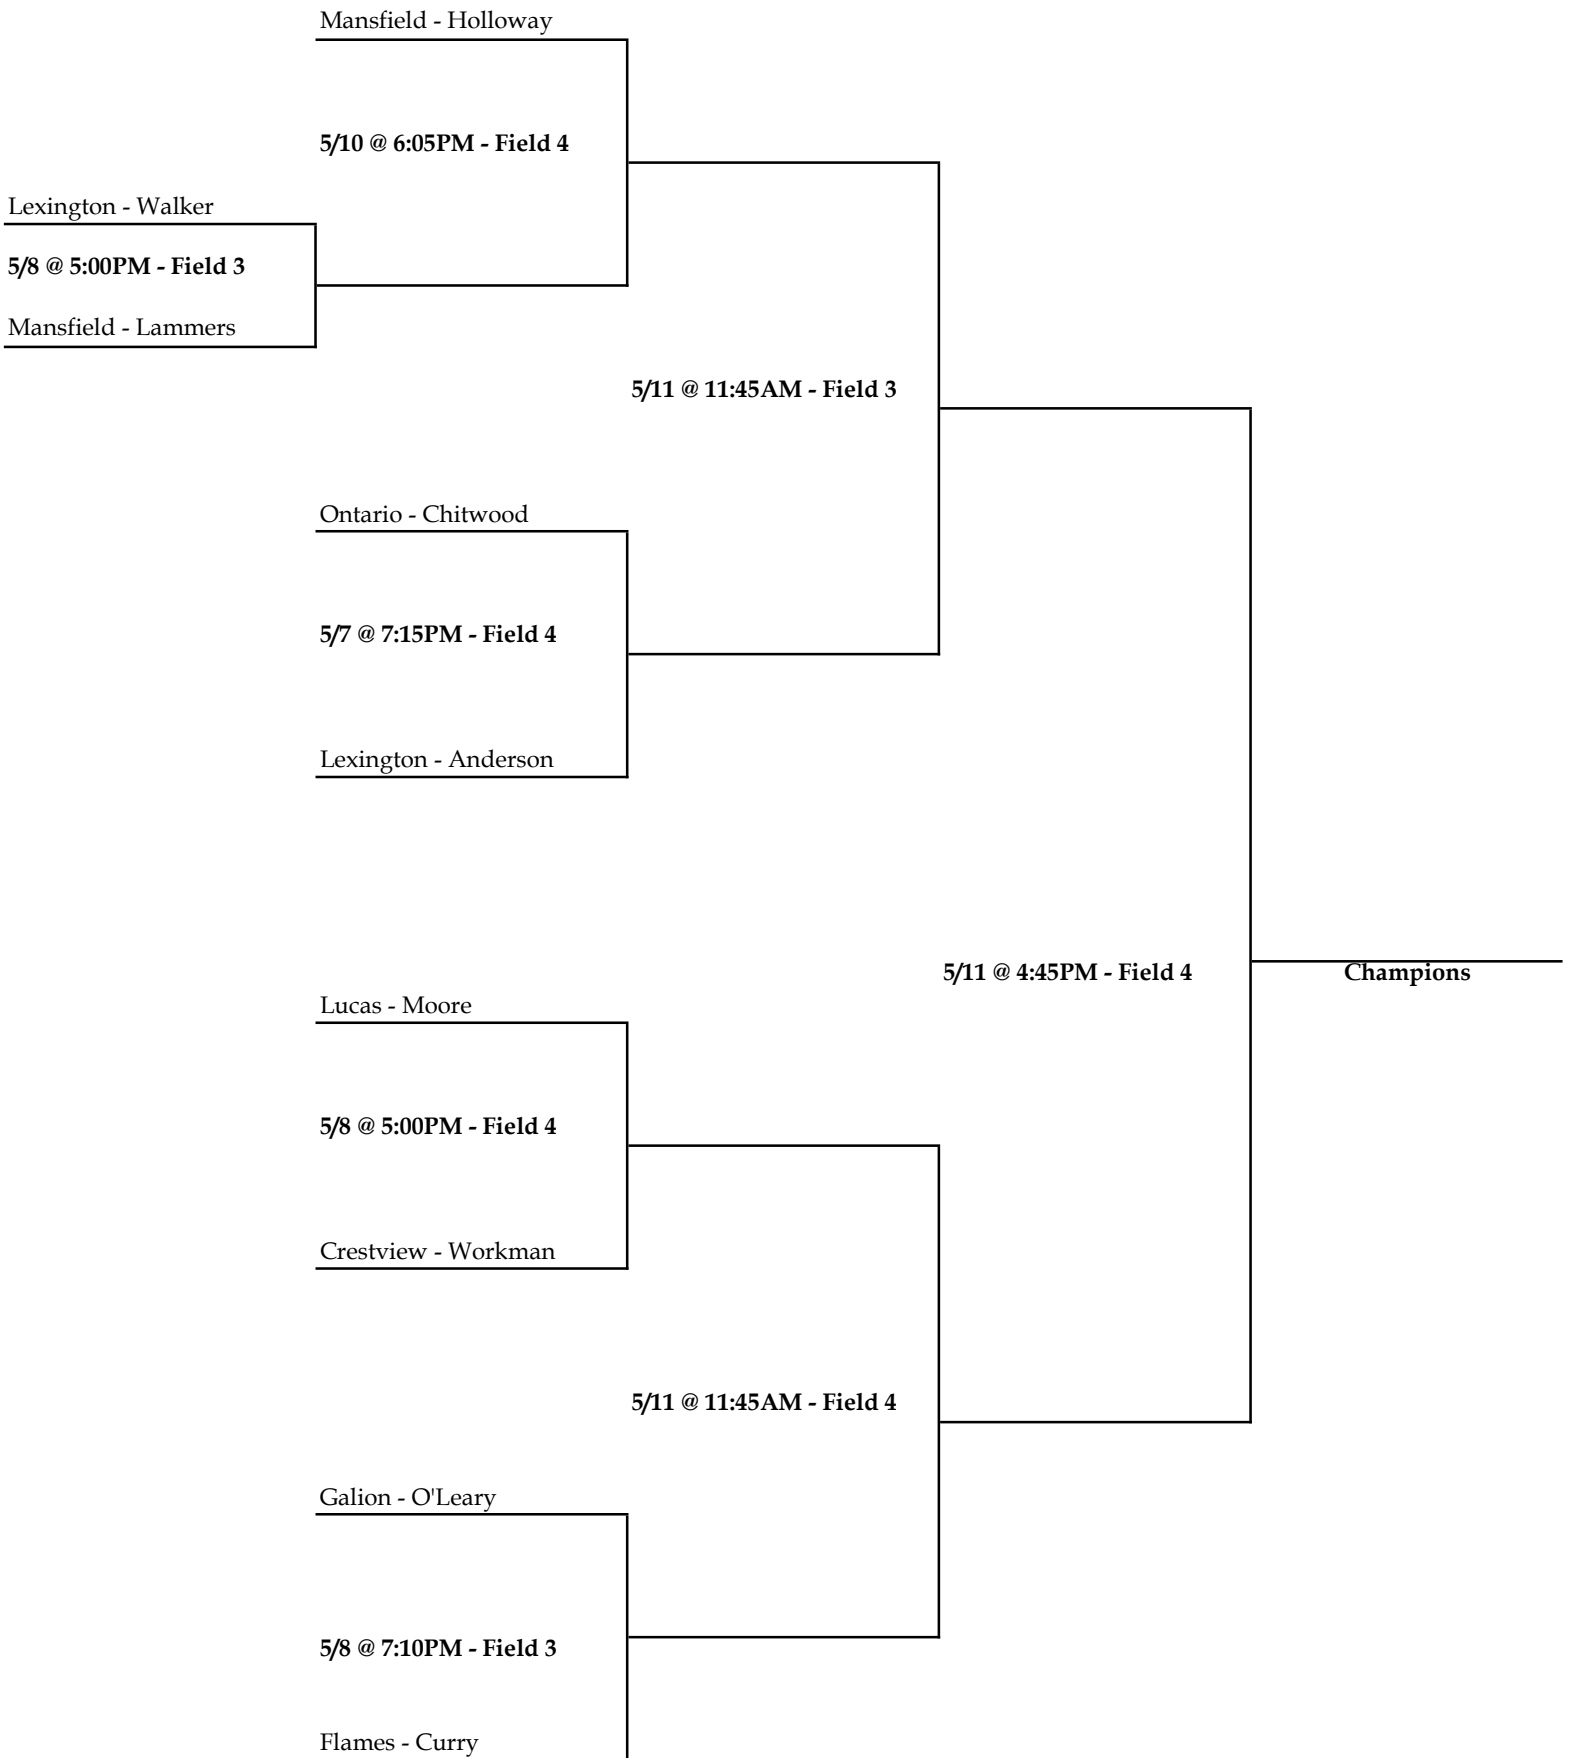 Mansfield - Holloway
5/10 @ 6:05PM - Field 4
Lexington - Walker
5/8 @ 5:00PM - Field 3
Mansfield - Lammers
5/11 @ 11:45AM - Field 3
Ontario - Chitwood
5/7 @ 7:15PM - Field 4
Lexington - Anderson
5/11 @ 4:45PM - Field 4
Champions
Lucas - Moore
5/8 @ 5:00PM - Field 4
Crestview - Workman
5/11 @ 11:45AM - Field 4
Galion - O'Leary
5/8 @ 7:10PM - Field 3
Flames - Curry